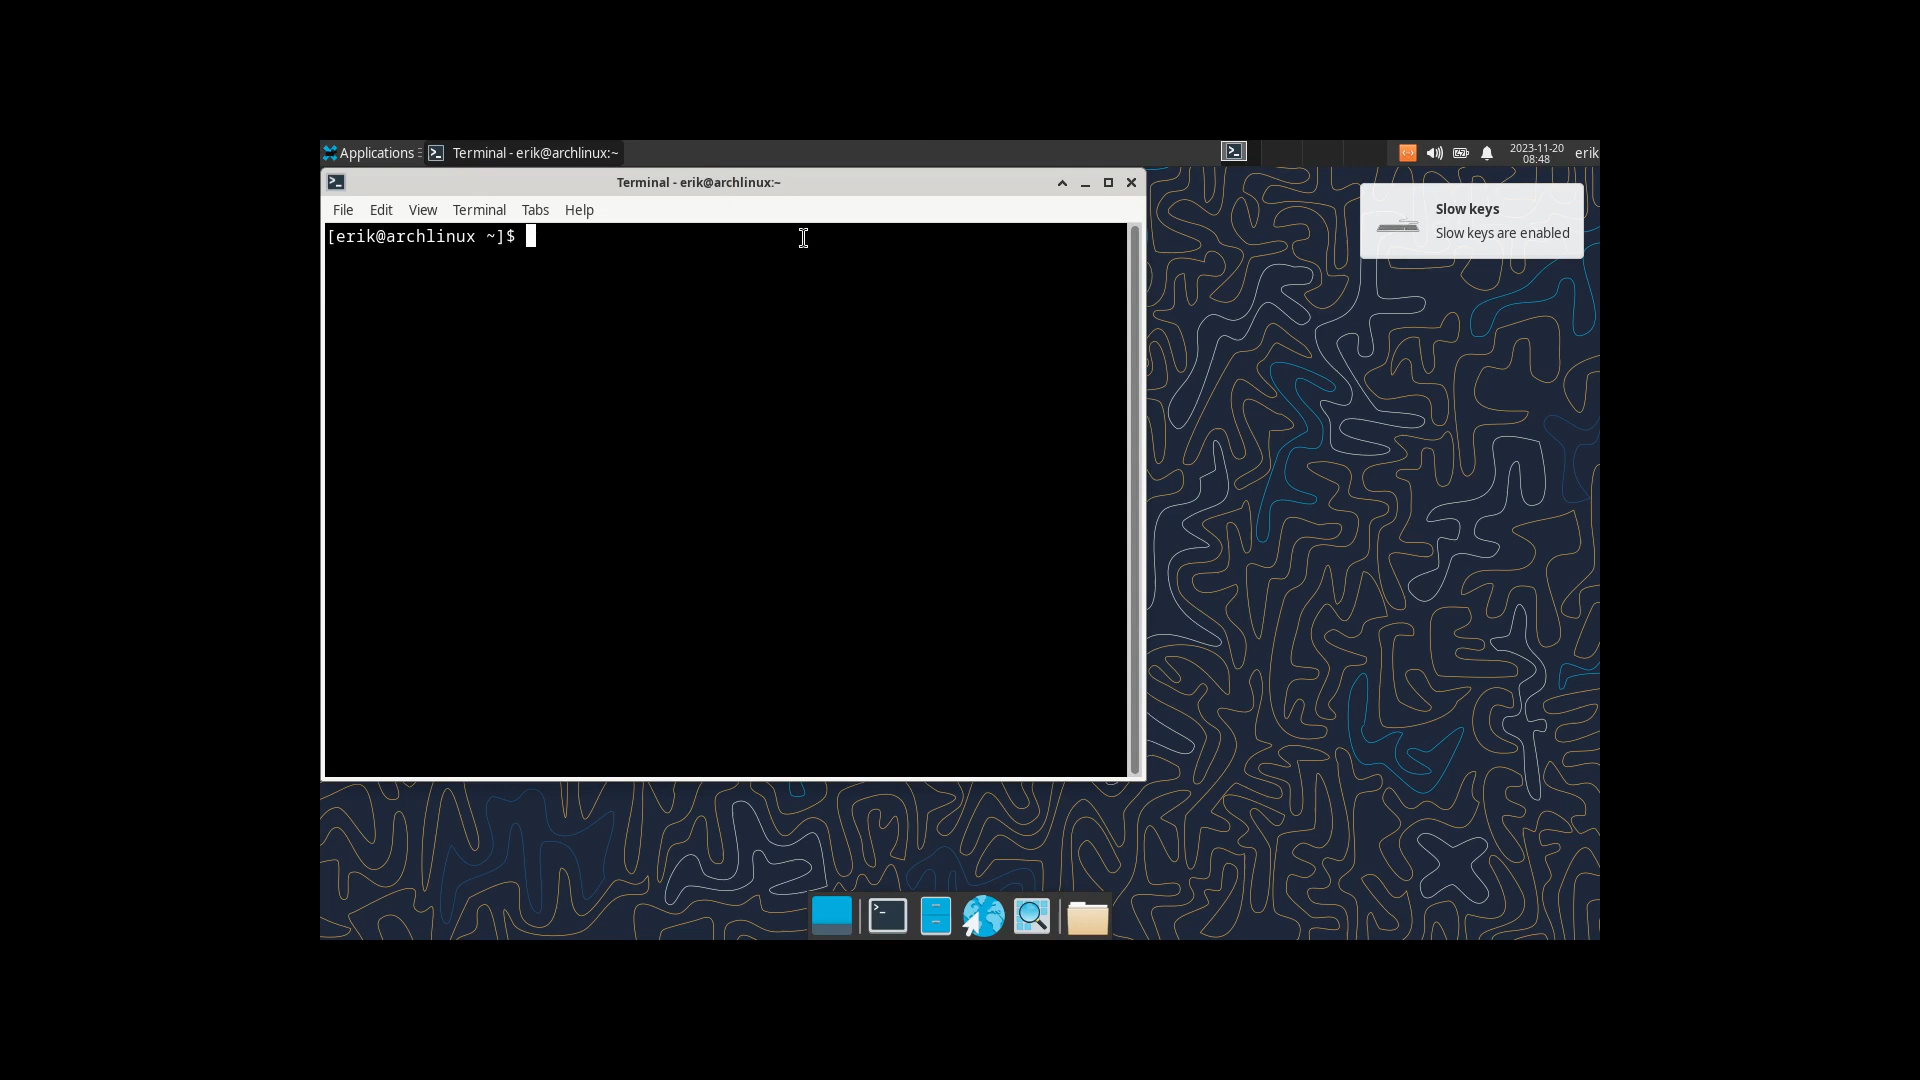 Applications
Terminal - erik@archlinux:~
2023-11-20
08:48
erik
Terminal - erik@archlinux:~
File Edit View Terminal Tabs Help
[erik@archlinux ~]$
Slow keys
Slow keys are enabled